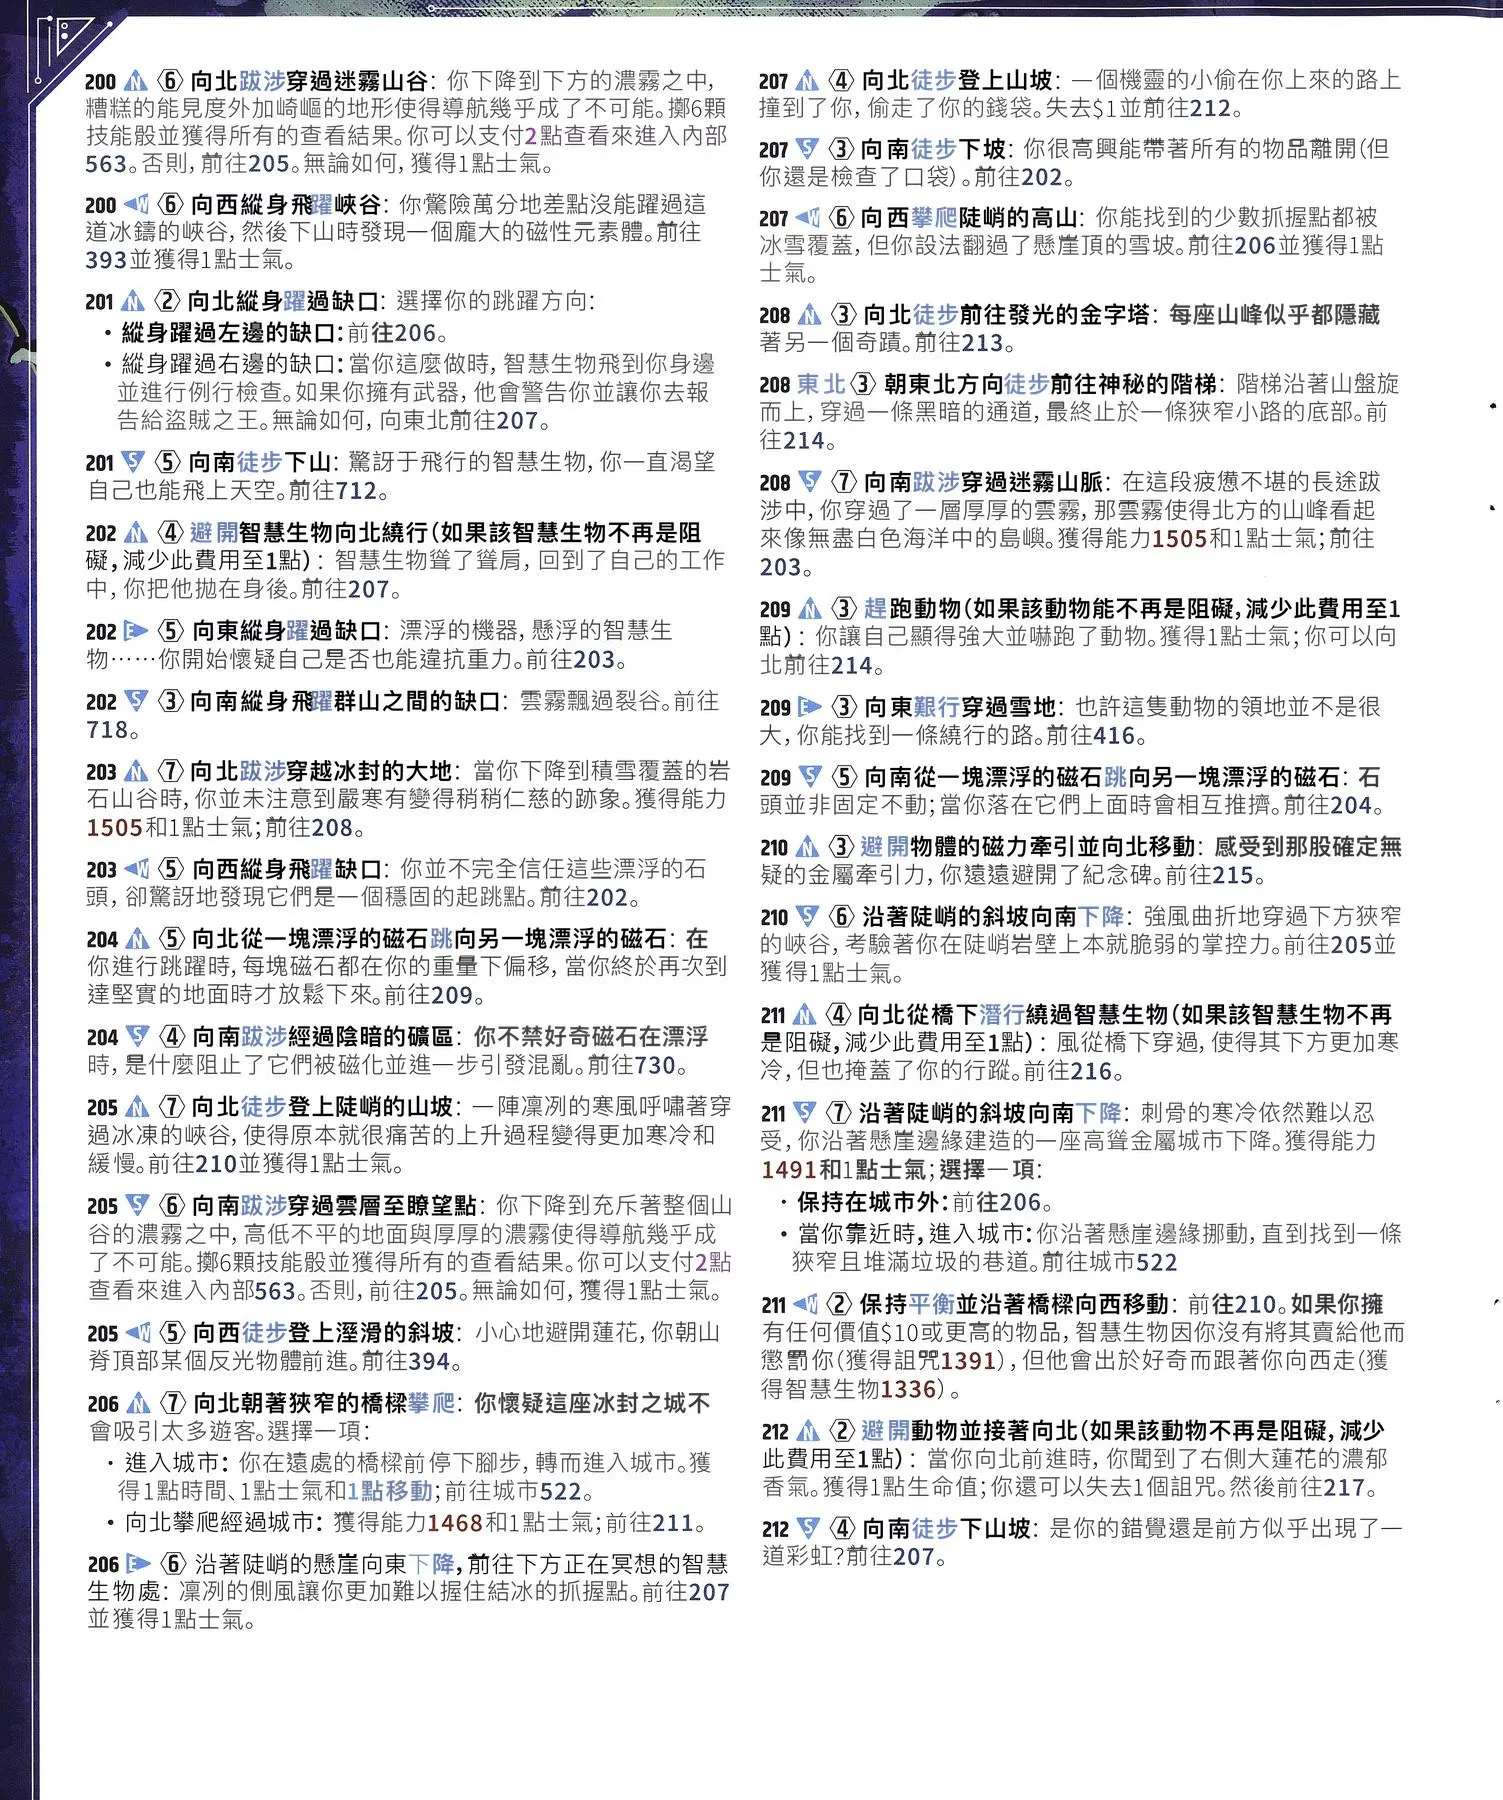 200 N 6 向北跋涉穿過迷霧山谷：你下降到下方的濃霧之中，
糟糕的能見度外加崎嶇的地形使得導航幾乎成了不可能。擲6顆
技能骰並獲得所有的查看結果。你可以支付2點查看來進入內部
563。否則，前往205。無論如何，獲得1點士氣。
200 W 6 向西縱身飛躍峽谷：你驚險萬分地差點沒能躍過這
道冰鑄的峽谷，然後下山時發現一個龐大的磁性元素體。前往
393並獲得1點士氣。
201 N 2 向北縱身躍過缺口：選擇你的跳躍方向：
・縱身躍過左邊的缺口：前往206。
・縱身躍過右邊的缺口：當你這麼做時，智慧生物飛到你身邊
並進行例行檢查。如果你擁有武器，他會警告你並讓你去報
告給盜賊之王。無論如何，向東北前往207。
201 S 5 向南徒步下山：驚訝于飛行的智慧生物，你一直渴望
自己也能飛上天空。前往712。
202 N 4 避開智慧生物向北繞行（如果該智慧生物不再是阻
礙，減少此費用至1點）：智慧生物聳了聳肩，回到了自己的工作
中，你把他拋在身後。前往207。
202 E 5 向東縱身躍過缺口：漂浮的機器，懸浮的智慧生
物……你開始懷疑自己是否也能違抗重力。前往203。
202 S 3 向南縱身飛躍群山之間的缺口：雲霧飄過裂谷。前往
718。
203 N 7 向北跋涉穿越冰封的大地：當你下降到積雪覆蓋的岩
石山谷時，你並未注意到嚴寒有變得稍稍仁慈的跡象。獲得能力
1505和1點士氣；前往208。
203 W 5 向西縱身飛躍缺口：你並不完全信任這些漂浮的石
頭，卻驚訝地發現它們是一個穩固的起跳點。前往202。
204 N 5 向北從一塊漂浮的磁石跳向另一塊漂浮的磁石：在
你進行跳躍時，每塊磁石都在你的重量下偏移，當你終於再次到
達堅實的地面時才放鬆下來。前往209。
204 S 4 向南跋涉經過陰暗的礦區：你不禁好奇磁石在漂浮
時，是什麼阻止了它們被磁化並進一步引發混亂。前往730。
205 N 7 向北徒步登上陡峭的山坡：一陣凜冽的寒風呼嘯著穿
過冰凍的峽谷，使得原本就很痛苦的上升過程變得更加寒冷和
緩慢。前往210並獲得1點士氣。
205 S 6 向南跋涉穿過雲層至瞭望點：你下降到充斥著整個山
谷的濃霧之中，高低不平的地面與厚厚的濃霧使得導航幾乎成
了不可能。擲6顆技能骰並獲得所有的查看結果。你可以支付2點
查看來進入內部563。否則，前往205。無論如何，獲得1點士氣。
205 W 5 向西徒步登上溼滑的斜坡：小心地避開蓮花，你朝山
脊頂部某個反光物體前進。前往394。
206 N 7 向北朝著狹窄的橋樑攀爬：你懷疑這座冰封之城不
會吸引太多遊客。選擇一項：
・進入城市：你在遠處的橋樑前停下腳步，轉而進入城市。獲
得1點時間、1點士氣和1點移動；前往城市522。
・向北攀爬經過城市：獲得能力1468和1點士氣；前往211。
206 E 6 沿著陡峭的懸崖向東下降，前往下方正在冥想的智慧
生物處：凜冽的側風讓你更加難以握住結冰的抓握點。前往207
並獲得1點士氣。
207 N 4 向北徒步登上山坡：一個機靈的小偷在你上來的路上
撞到了你，偷走了你的錢袋。失去$1並前往212。
207 S 3 向南徒步下坡：你很高興能帶著所有的物品離開（但
你還是檢查了口袋）。前往202。
207 W 6 向西攀爬陡峭的高山：你能找到的少數抓握點都被
冰雪覆蓋，但你設法翻過了懸崖頂的雪坡。前往206並獲得1點
士氣。
208 N 3 向北徒步前往發光的金字塔：每座山峰似乎都隱藏
著另一個奇蹟。前往213。
208 東北 3 朝東北方向徒步前往神秘的階梯：階梯沿著山盤旋
而上，穿過一條黑暗的通道，最終止於一條狹窄小路的底部。前
往214。
208 S 7 向南跋涉穿過迷霧山脈：在這段疲憊不堪的長途跋
涉中，你穿過了一層厚厚的雲霧，那雲霧使得北方的山峰看起
來像無盡白色海洋中的島嶼。獲得能力1505和1點士氣；前往
203。
209 N 3 趕跑動物（如果該動物能不再是阻礙，減少此費用至1
點）：你讓自己顯得強大並嚇跑了動物。獲得1點士氣；你可以向
北前往214。
209 E 3 向東艱行穿過雪地：也許這隻動物的領地並不是很
大，你能找到一條繞行的路。前往416。
209 S 5 向南從一塊漂浮的磁石跳向另一塊漂浮的磁石：石
頭並非固定不動；當你落在它們上面時會相互推擠。前往204。
210 N 3 避開物體的磁力牽引並向北移動：感受到那股確定無
疑的金屬牽引力，你遠遠避開了紀念碑。前往215。
210 S 6 沿著陡峭的斜坡向南下降：強風曲折地穿過下方狹窄
的峽谷，考驗著你在陡峭岩壁上本就脆弱的掌控力。前往205並
獲得1點士氣。
211 N 4 向北從橋下潛行繞過智慧生物（如果該智慧生物不再
是阻礙，減少此費用至1點）：風從橋下穿過，使得其下方更加寒
冷，但也掩蓋了你的行蹤。前往216。
211 S 7 沿著陡峭的斜坡向南下降：刺骨的寒冷依然難以忍
受，你沿著懸崖邊緣建造的一座高聳金屬城市下降。獲得能力
1491和1點士氣；選擇一項：
・保持在城市外：前往206。
・當你靠近時，進入城市：你沿著懸崖邊緣挪動，直到找到一條
狹窄且堆滿垃圾的巷道。前往城市522
211 W 2 保持平衡並沿著橋樑向西移動：前往210。如果你擁
有任何價值$10或更高的物品，智慧生物因你沒有將其賣給他而
懲罰你（獲得詛咒1391），但他會出於好奇而跟著你向西走（獲
得智慧生物1336）。
212 N 2 避開動物並接著向北（如果該動物不再是阻礙，減少
此費用至1點）：當你向北前進時，你聞到了右側大蓮花的濃郁
香氣。獲得1點生命值；你還可以失去1個詛咒。然後前往217。
212 S 4 向南徒步下山坡：是你的錯覺還是前方似乎出現了一
道彩虹？前往207。